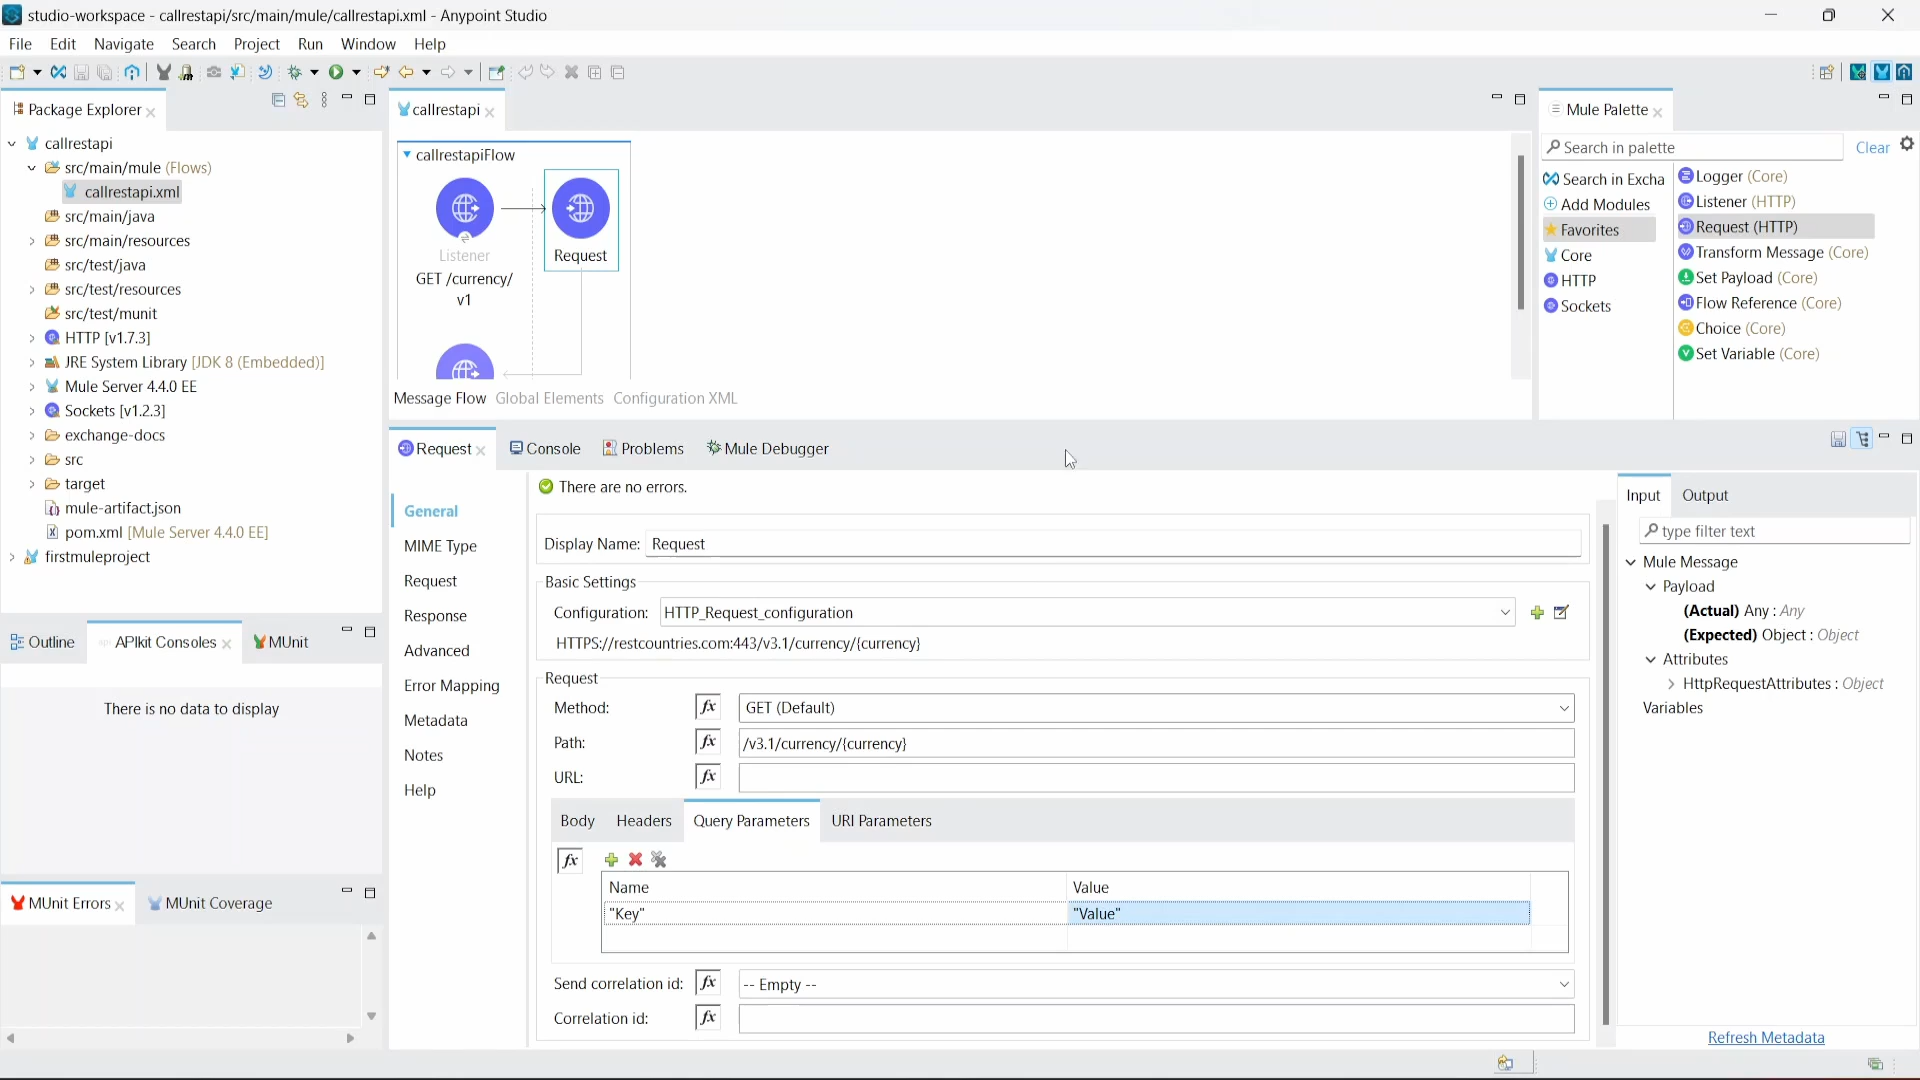 studio-workspace - callrestapi/src/main/mule/callrestapi.xml - Anypoint Studio
File Edit Navigate Search Project Run Window Help
Package Explorer
callrestapi
src/main/mule (Flows)
callrestapi.xml
src/main/java
src/main/resources
src/test/java
src/test/resources
src/test/munit
HTTP [v1.7.3]
JRE System Library [JDK 8 (Embedded)]
Mule Server 4.4.0 EE
Sockets [v1.2.3]
exchange-docs
src
target
mule-artifact.json
pom.xml [Mule Server 4.4.0 EE]
firstmuleproject
Outline APIkit Consoles MUnit
There is no data to display
MUnit Errors MUnit Coverage
callrestapi
callrestapiFlow
Listener
GET /currency/
v1
Request
Message Flow Global Elements Configuration XML
Mule Palette
Search in palette Clear
Search in Excha
Add Modules
Favorites
Core
HTTP
Sockets
Logger (Core)
Listener (HTTP)
Request (HTTP)
Transform Message (Core)
Set Payload (Core)
Flow Reference (Core)
Choice (Core)
Set Variable (Core)
Request Console Problems Mule Debugger
General
MIME Type
Request
Response
Advanced
Error Mapping
Metadata
Notes
Help
There are no errors.
Display Name: Request
Basic Settings
Configuration: HTTP_Request_configuration
HTTPS://restcountries.com:443/v3.1/currency/{currency}
Request
Method: fx GET (Default)
Path: fx /v3.1/currency/{currency}
URL: fx
Body Headers Query Parameters URI Parameters
fx
Name Value
"Key" "Value"
Send correlation id: fx -- Empty --
Correlation id: fx
Input Output
type filter text
Mule Message
Payload
(Actual) Any : Any
(Expected) Object : Object
Attributes
HttpRequestAttributes : Object
Variables
Refresh Metadata